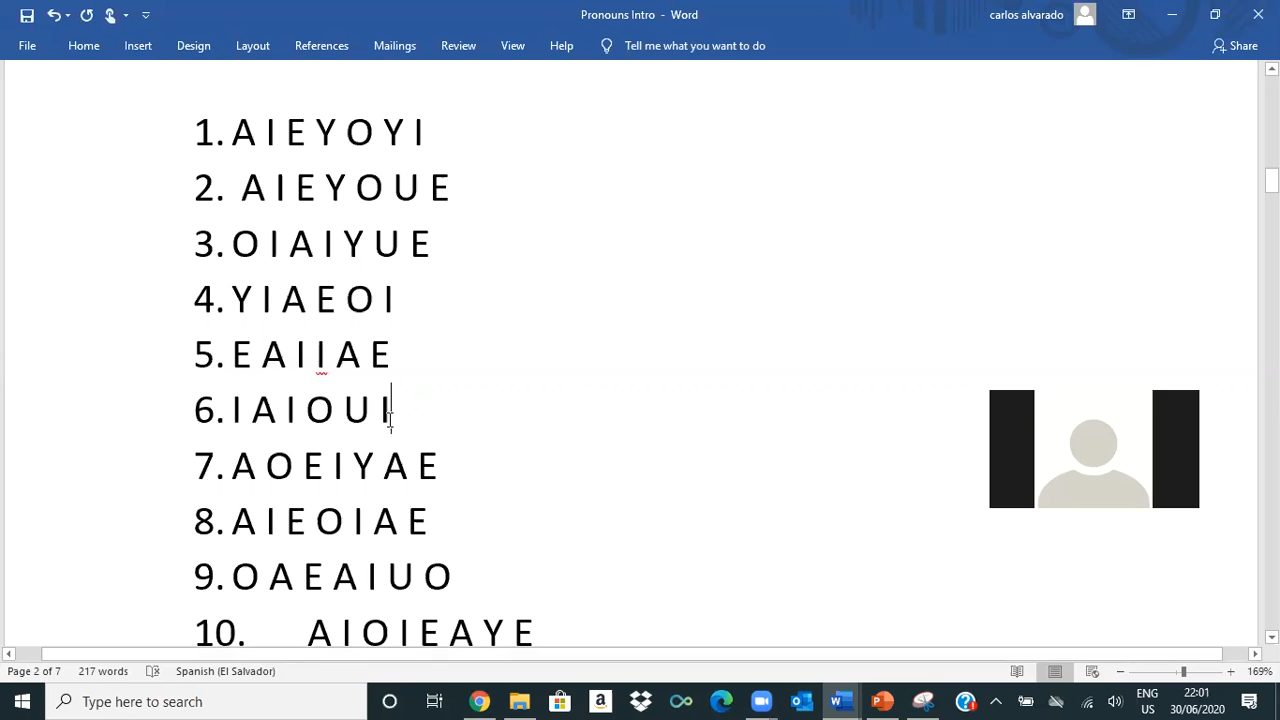 Pronouns Intro - Word
carlos alvarado
File Home Insert Design Layout References Mailings Review View Help Tell me what you want to do Share
1. A I E Y O Y I
2. A I E Y O U E
3. O I A I Y U E
4. Y I A E O I
5. E A I I A E
6. I A I O U I
7. A O E I Y A E
8. A I E O I A E
9. O A E A I U O
10. A I O I E A Y E
Page 2 of 7 217 words Spanish (El Salvador) 169%
Type here to search
ENG 22:01
US 30/06/2020